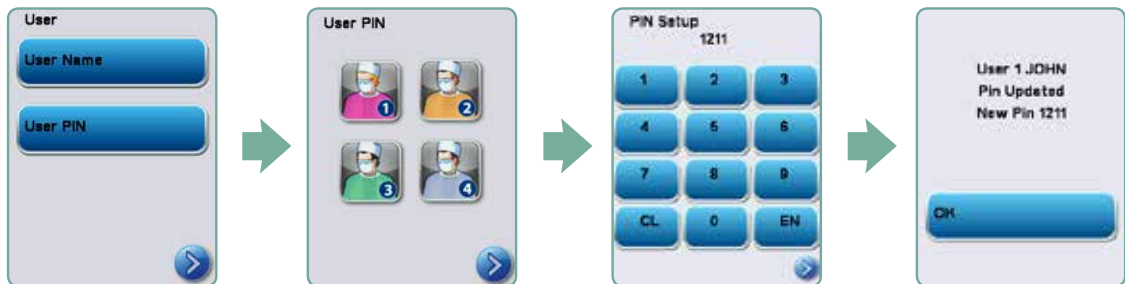 User
User Name
User PIN
User PIN
1
2
3
4
PIN Setup
1211
1 2 3
4 5 6
7 8 9
CL 0 EN
User 1 JOHN
Pin Updated
New Pin 1211
OK